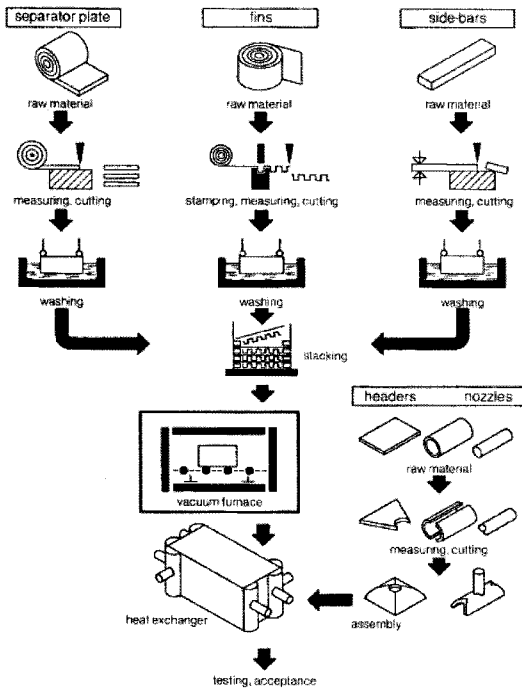 separator plate
fins
side-bars
raw material
raw material
raw material
measuring, cutting
stamping, measuring, cutting
measuring, cutting
washing
washing
washing
stacking
headers nozzles
raw material
vacuum furnace
measuring, cutting
heat exchanger
assembly
testing, acceptance